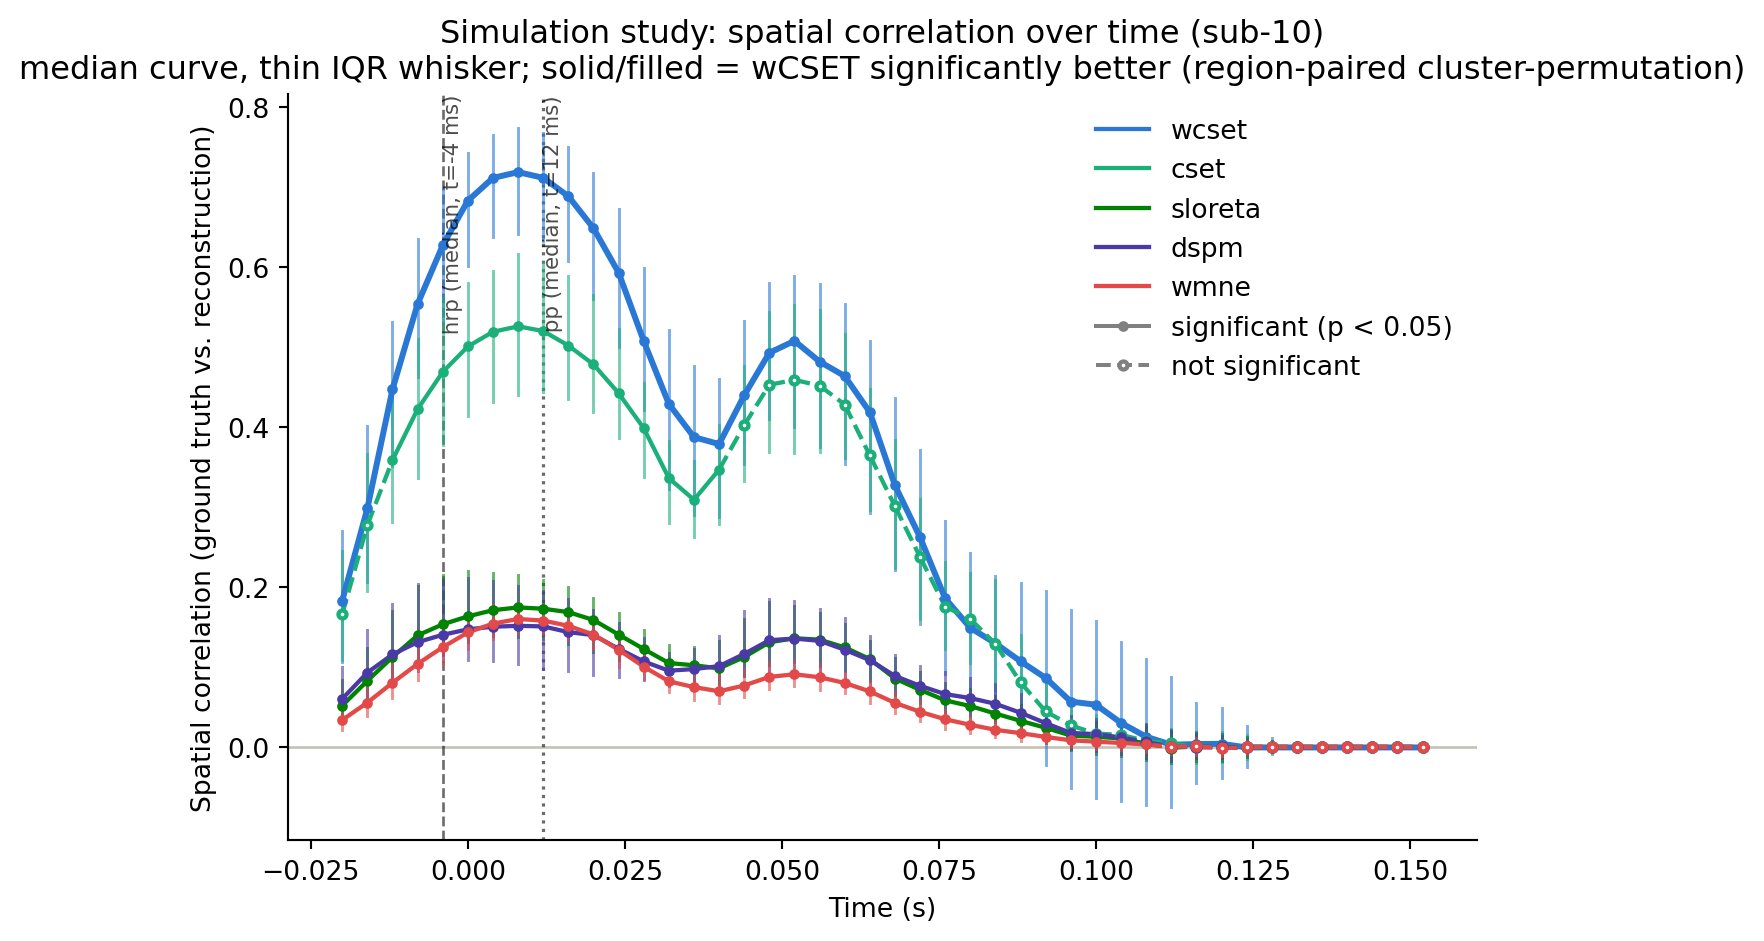 Simulation study: spatial correlation over time (sub-10)
median curve, thin IQR whisker; solid/filled = wCSET significantly better (region-paired cluster-permutation)
Spatial correlation (ground truth vs. reconstruction)
0.8
0.6
0.4
0.2
0.0
hrp (median, t=-4 ms)
pp (median, t=12 ms)
wcset
cset
sloreta
dspm
wmne
significant (p < 0.05)
not significant
−0.025 0.000 0.025 0.050 0.075 0.100 0.125 0.150
Time (s)